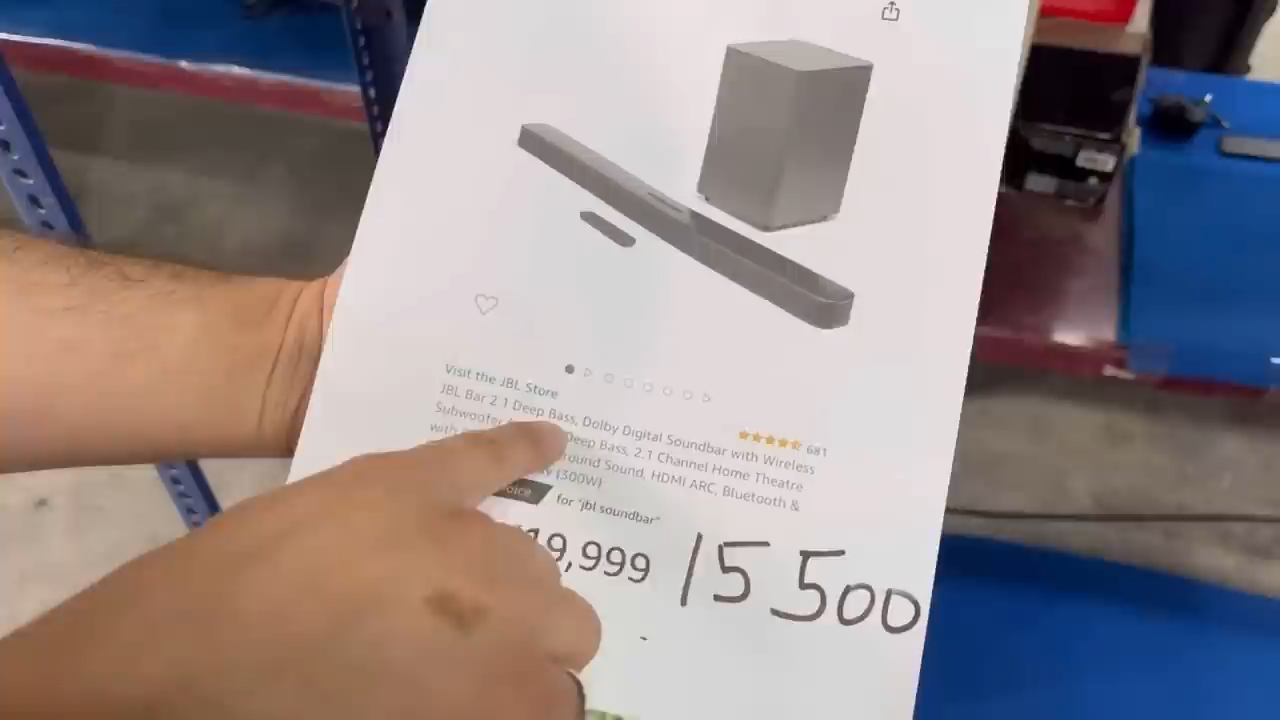 Visit the JBL Store
681
JBL Bar 2.1 Deep Bass, Dolby Digital Soundbar with Wireless
Subwoofer Deep Bass, 2.1 Channel Home Theatre
with Sound, HDMI ARC, Bluetooth &
(300W)
for "jbl soundbar"
19,999 15500